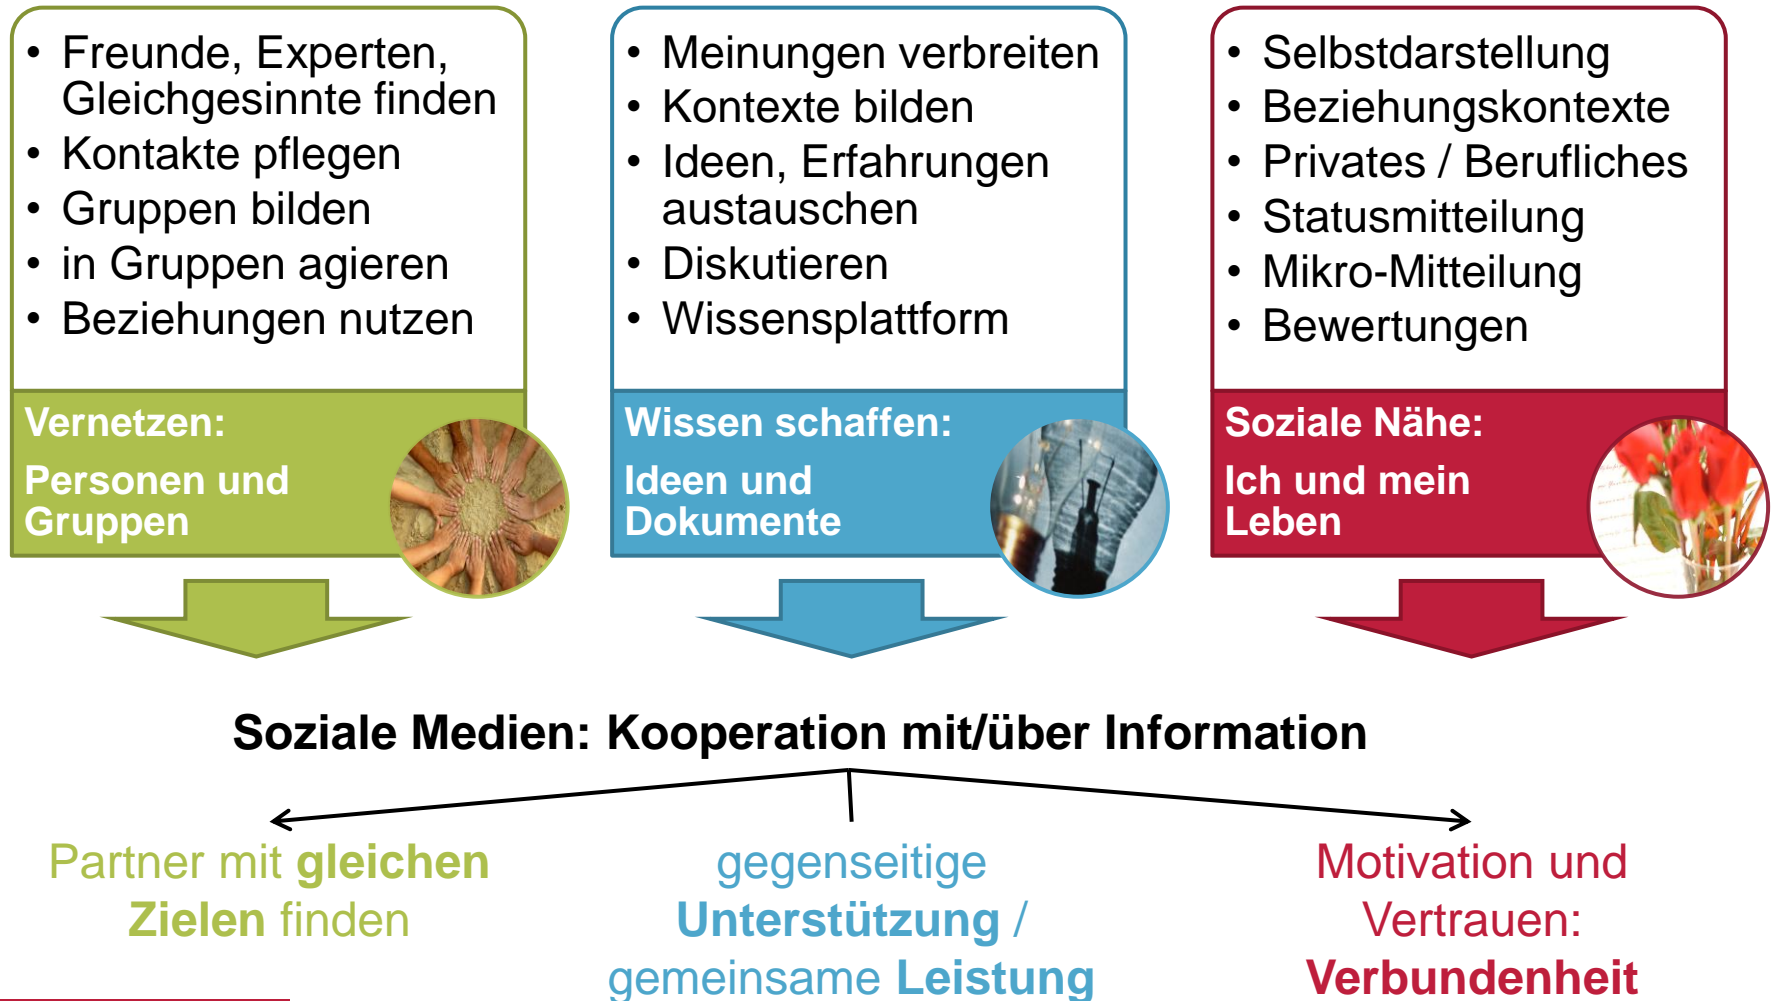 • Freunde, Experten,
Gleichgesinnte finden
• Kontakte pflegen
• Gruppen bilden
• in Gruppen agieren
• Beziehungen nutzen
Vernetzen:
Personen und
Gruppen
• Meinungen verbreiten
• Kontexte bilden
• Ideen, Erfahrungen
austauschen
• Diskutieren
• Wissensplattform
Wissen schaffen:
Ideen und
Dokumente
• Selbstdarstellung
• Beziehungskontexte
• Privates / Berufliches
• Statusmitteilung
• Mikro-Mitteilung
• Bewertungen
Soziale Nähe:
Ich und mein
Leben
Soziale Medien: Kooperation mit/über Information
Partner mit gleichen
Zielen finden
gegenseitige
Unterstützung /
gemeinsame Leistung
Motivation und
Vertrauen:
Verbundenheit